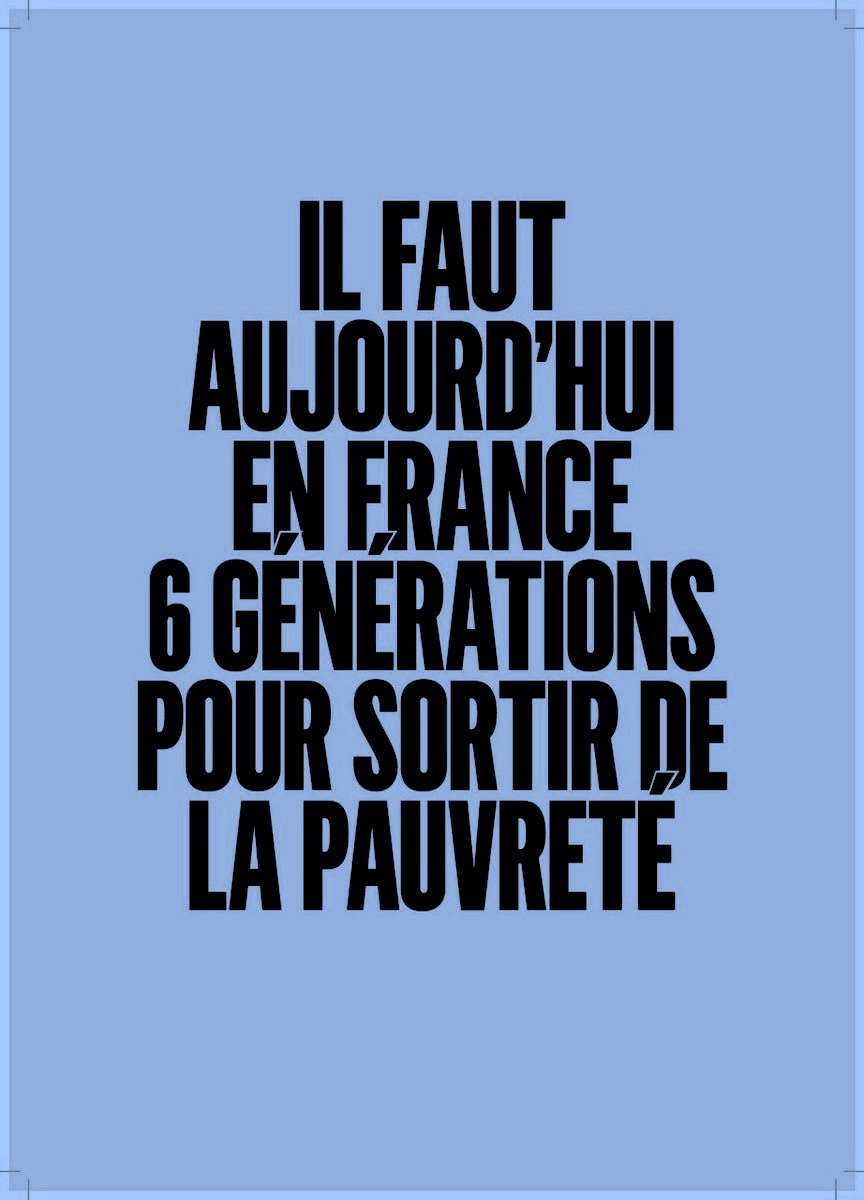 IL FAUT
AUJOURD’HUI
EN FRANCE
6 GÉNÉRATIONS
POUR SORTIR DE
LA PAUVRETÉ